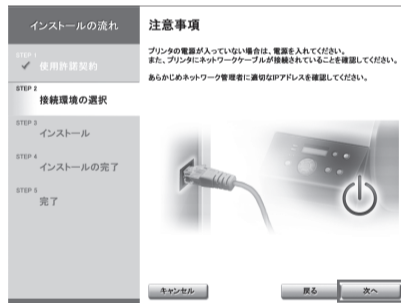 インストールの流れ
STEP 1
使用許諾契約
STEP 2
接続環境の選択
STEP 3
インストール
STEP 4
インストールの完了
STEP 5
完了
注意事項
プリンタの電源が入っていない場合は、電源を入れてください。
また、プリンタにネットワークケーブルが接続されていることを確認してください。
あらかじめネットワーク管理者に適切なIPアドレスを確認してください。
キャンセル
戻る
次へ